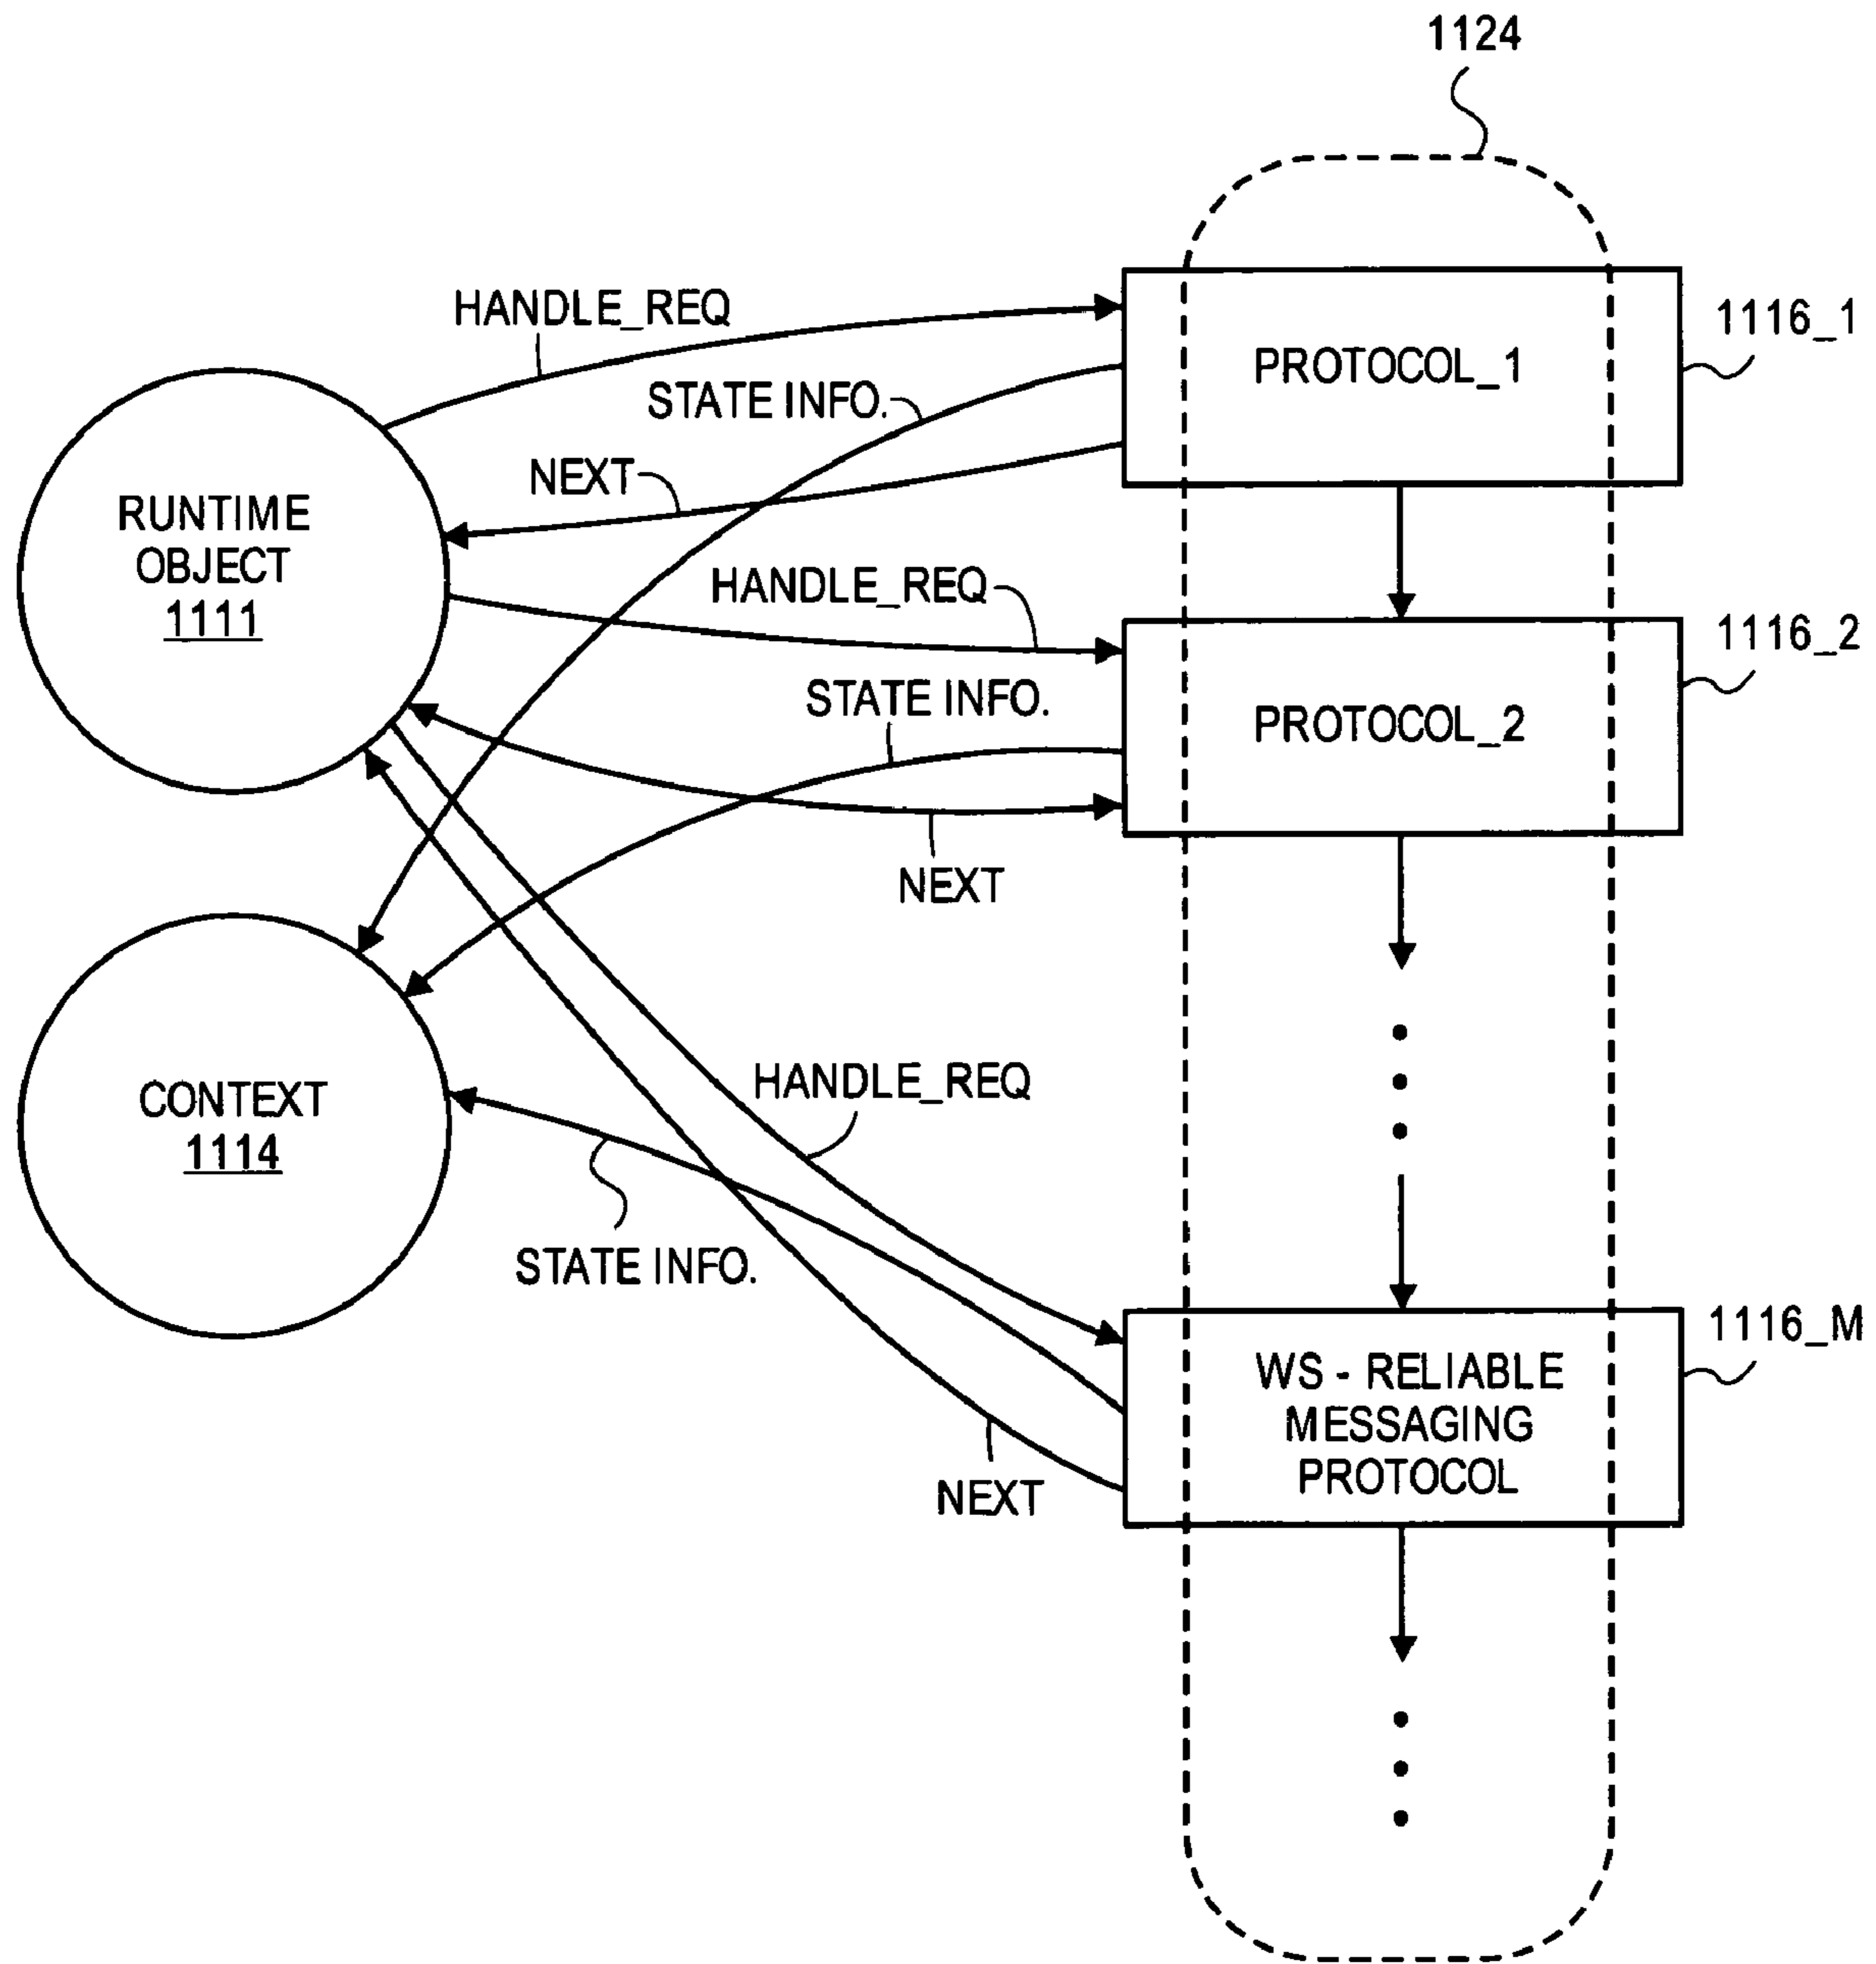 1124
HANDLE_REQ
1116_1
PROTOCOL_1
STATE INFO.
NEXT
RUNTIME
OBJECT
1111
HANDLE_REQ
1116_2
STATE INFO.
PROTOCOL_2
NEXT
HANDLE_REQ
CONTEXT
1114
STATE INFO.
1116_M
WS - RELIABLE
MESSAGING
PROTOCOL
NEXT